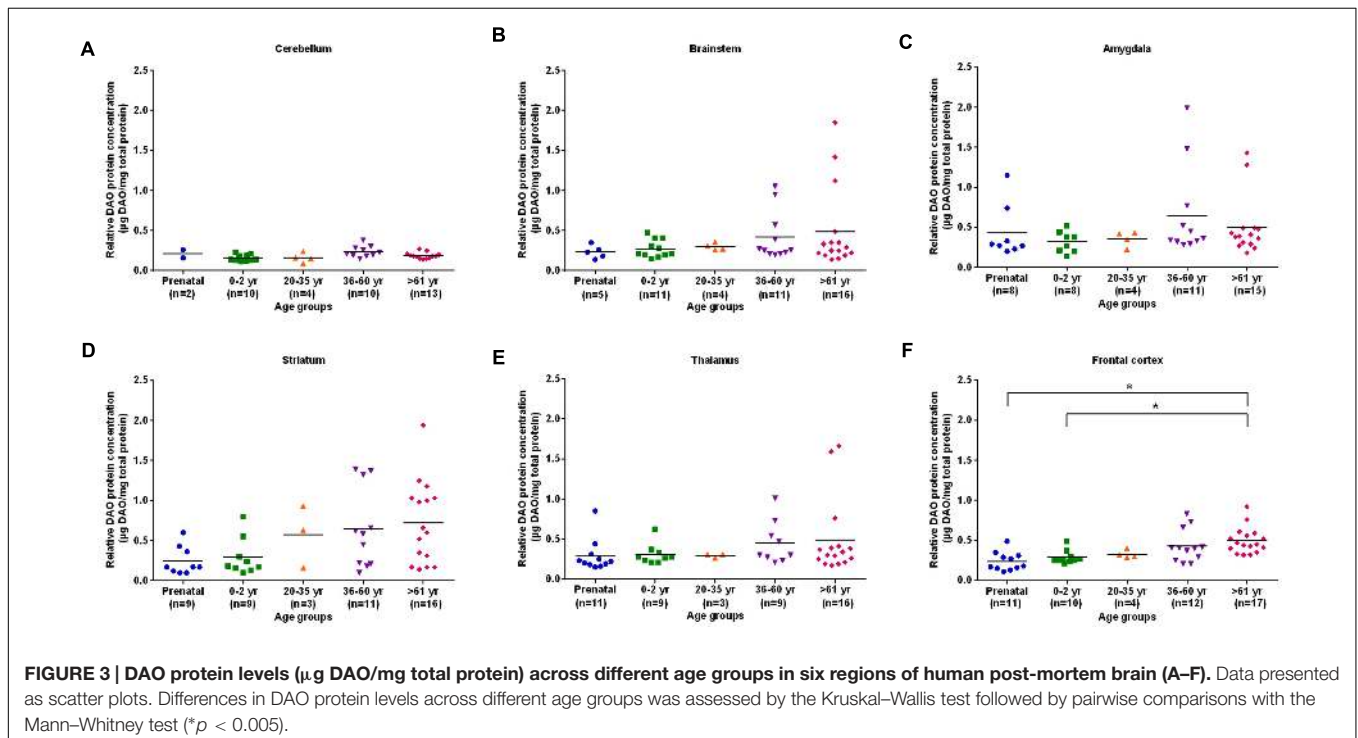 A
Cerebellum
Relative DAO protein concentration
(µg DAO/mg total protein)
2.5
2.0
1.5
1.0
0.5
0.0
Prenatal 0-2 yr 20-35 yr 36-60 yr >61 yr
(n=2) (n=10) (n=4) (n=10) (n=13)
Age groups
B
Brainstem
Relative DAO protein concentration
(µg DAO/mg total protein)
2.5
2.0
1.5
1.0
0.5
0.0
Prenatal 0-2 yr 20-35 yr 36-60 yr >61 yr
(n=5) (n=11) (n=4) (n=11) (n=16)
Age groups
C
Amygdala
Relative DAO protein concentration
(µg DAO/mg total protein)
2.5
2.0
1.5
1.0
0.5
0.0
Prenatal 0-2 yr 20-35 yr 36-60 yr >61 yr
(n=8) (n=8) (n=4) (n=11) (n=15)
Age groups
D
Striatum
Relative DAO protein concentration
(µg DAO/mg total protein)
2.5
2.0
1.5
1.0
0.5
0.0
Prenatal 0-2 yr 20-35 yr 36-60 yr >61 yr
(n=9) (n=9) (n=3) (n=11) (n=16)
Age groups
E
Thalamus
Relative DAO protein concentration
(µg DAO/mg total protein)
2.5
2.0
1.5
1.0
0.5
0.0
Prenatal 0-2 yr 20-35 yr 36-60 yr >61 yr
(n=11) (n=9) (n=3) (n=9) (n=16)
Age groups
F
Frontal cortex
Relative DAO protein concentration
(µg DAO/mg total protein)
2.5
2.0
1.5
1.0
0.5
0.0
*
*
Prenatal 0-2 yr 20-35 yr 36-60 yr >61 yr
(n=11) (n=10) (n=4) (n=12) (n=17)
Age groups
FIGURE 3 | DAO protein levels (µg DAO/mg total protein) across different age groups in six regions of human post-mortem brain (A–F). Data presented
as scatter plots. Differences in DAO protein levels across different age groups was assessed by the Kruskal–Wallis test followed by pairwise comparisons with the
Mann–Whitney test (*p < 0.005).